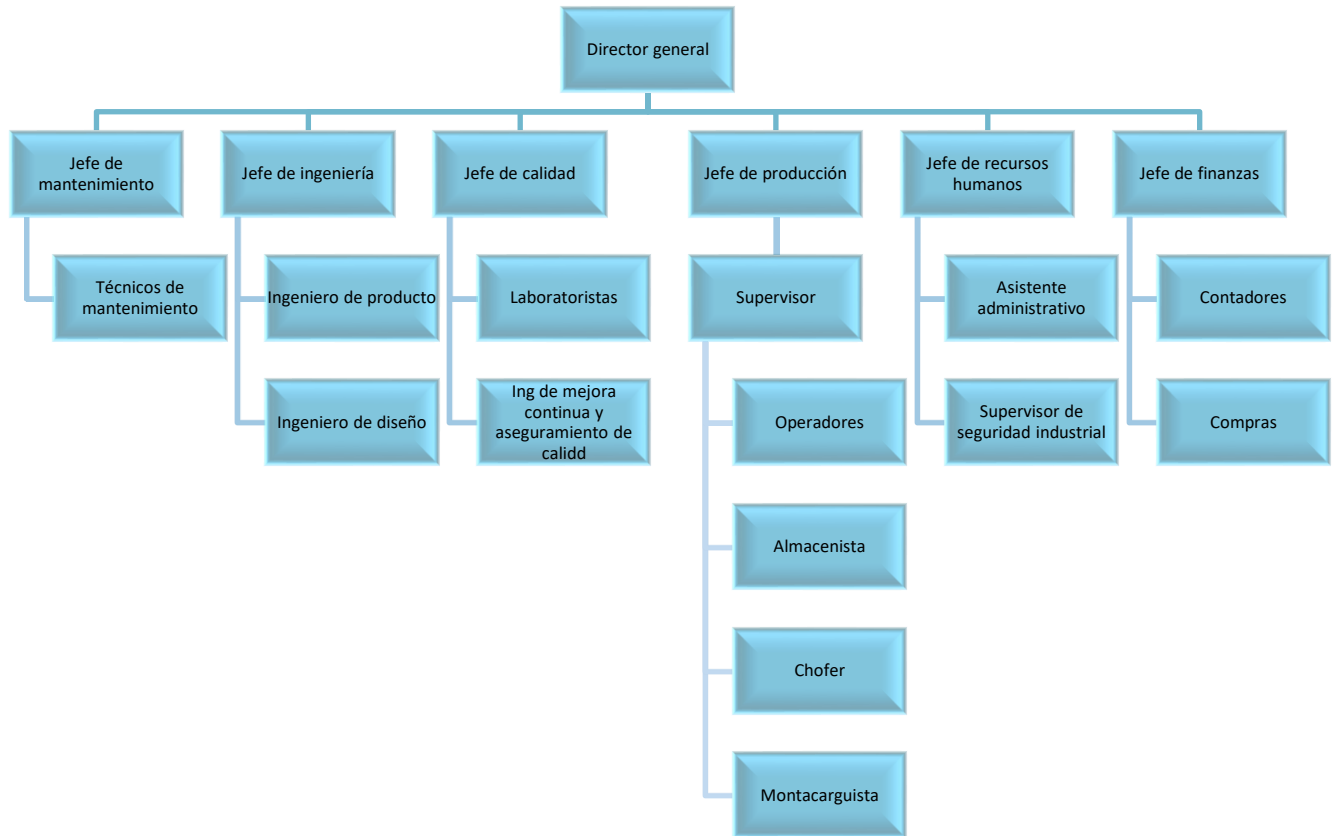 Director general
Jefe de
mantenimiento
Jefe de ingeniería
Jefe de calidad
Jefe de producción
Jefe de recursos
humanos
Jefe de finanzas
Técnicos de
mantenimiento
Ingeniero de producto
Laboratoristas
Supervisor
Asistente
administrativo
Contadores
Ingeniero de diseño
Ing de mejora
continua y
aseguramiento de
calidd
Operadores
Supervisor de
seguridad industrial
Compras
Almacenista
Chofer
Montacarguista